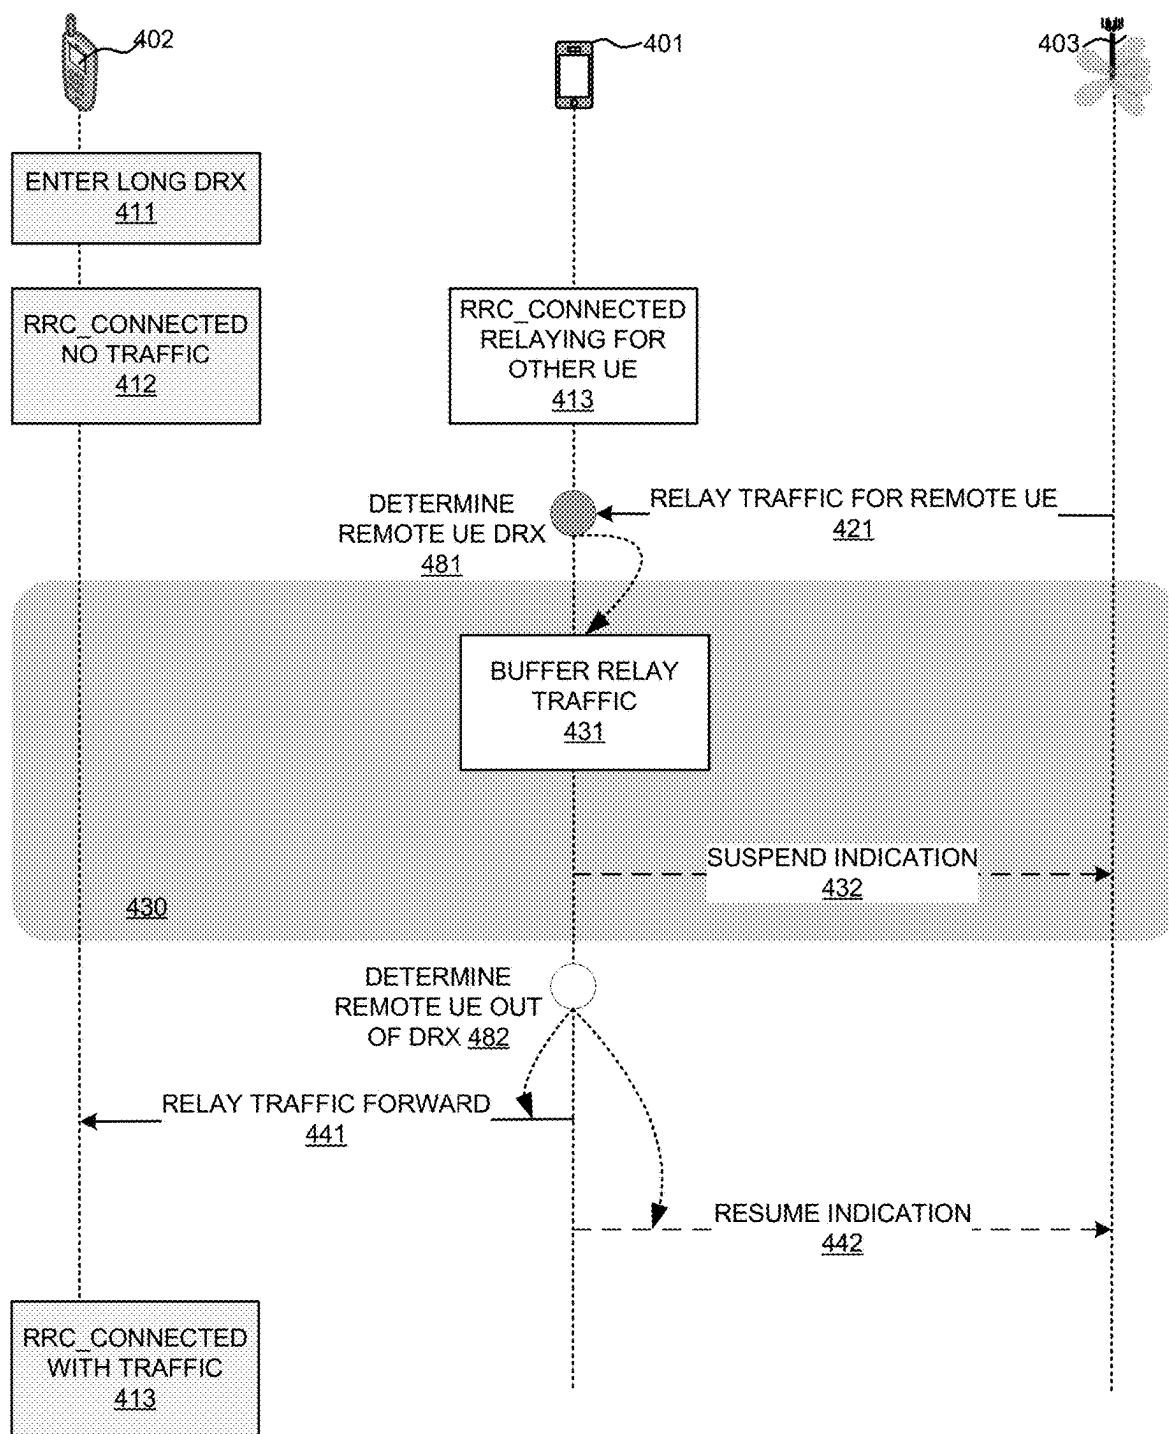 402
401
403
ENTER LONG DRX
411
RRC_CONNECTED
NO TRAFFIC
412
RRC_CONNECTED
RELAYING FOR
OTHER UE
413
DETERMINE
REMOTE UE DRX
481
RELAY TRAFFIC FOR REMOTE UE
421
BUFFER RELAY
TRAFFIC
431
SUSPEND INDICATION
432
430
DETERMINE
REMOTE UE OUT
OF DRX 482
RELAY TRAFFIC FORWARD
441
RESUME INDICATION
442
RRC_CONNECTED
WITH TRAFFIC
413